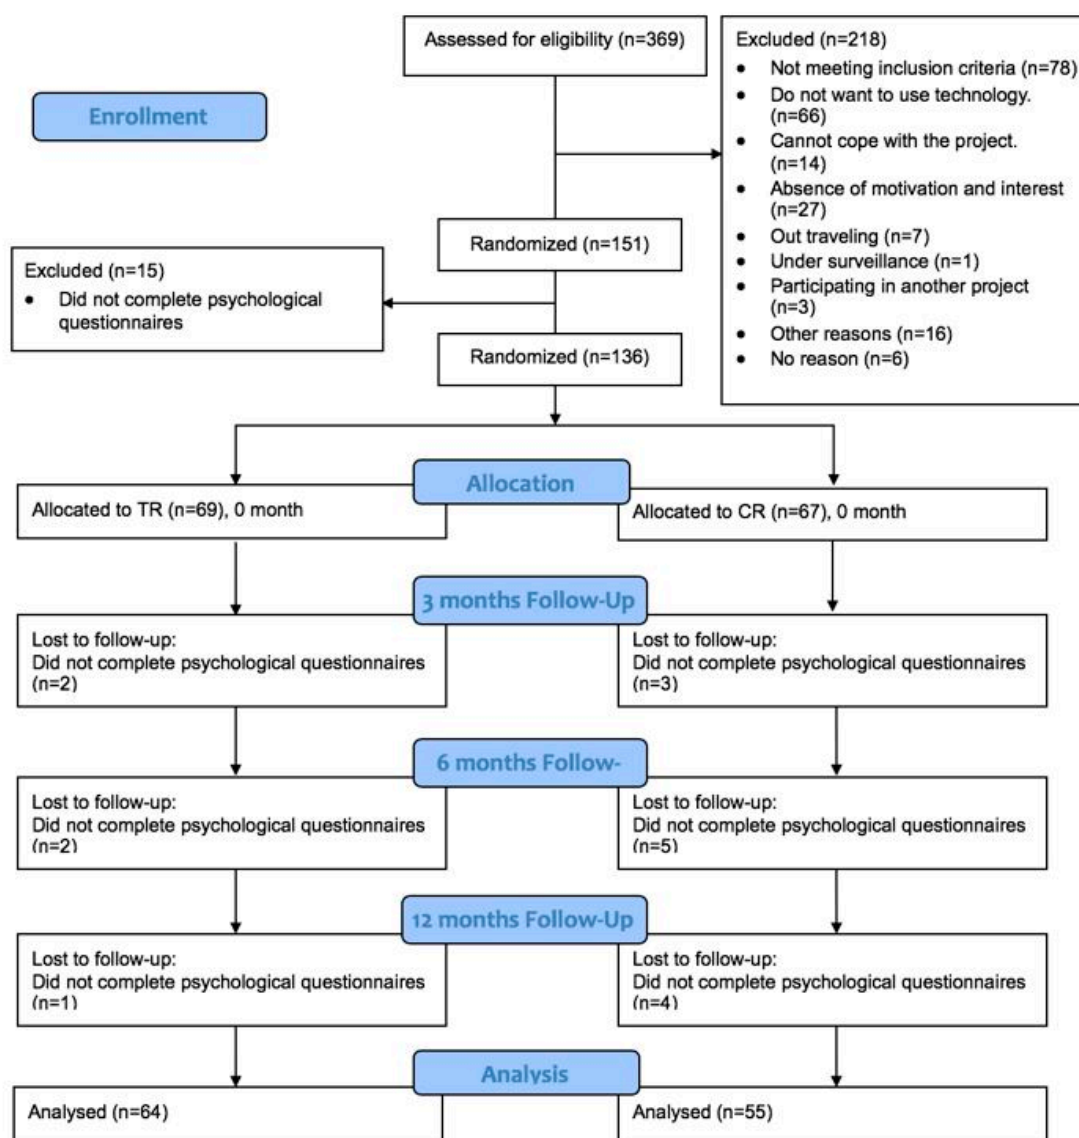 Assessed for eligibility (n=369)
Excluded (n=218)
• Not meeting inclusion criteria (n=78)
• Do not want to use technology.
(n=66)
• Cannot cope with the project.
(n=14)
• Absence of motivation and interest
(n=27)
• Out traveling (n=7)
• Under surveillance (n=1)
• Participating in another project
(n=3)
• Other reasons (n=16)
• No reason (n=6)
Enrollment
Randomized (n=151)
Excluded (n=15)
• Did not complete psychological
questionnaires
Randomized (n=136)
Allocation
Allocated to TR (n=69), 0 month
Allocated to CR (n=67), 0 month
3 months Follow-Up
Lost to follow-up:
Did not complete psychological questionnaires
(n=2)
Lost to follow-up:
Did not complete psychological questionnaires
(n=3)
6 months Follow-
Lost to follow-up:
Did not complete psychological questionnaires
(n=2)
Lost to follow-up:
Did not complete psychological questionnaires
(n=5)
12 months Follow-Up
Lost to follow-up:
Did not complete psychological questionnaires
(n=1)
Lost to follow-up:
Did not complete psychological questionnaires
(n=4)
Analysis
Analysed (n=64)
Analysed (n=55)